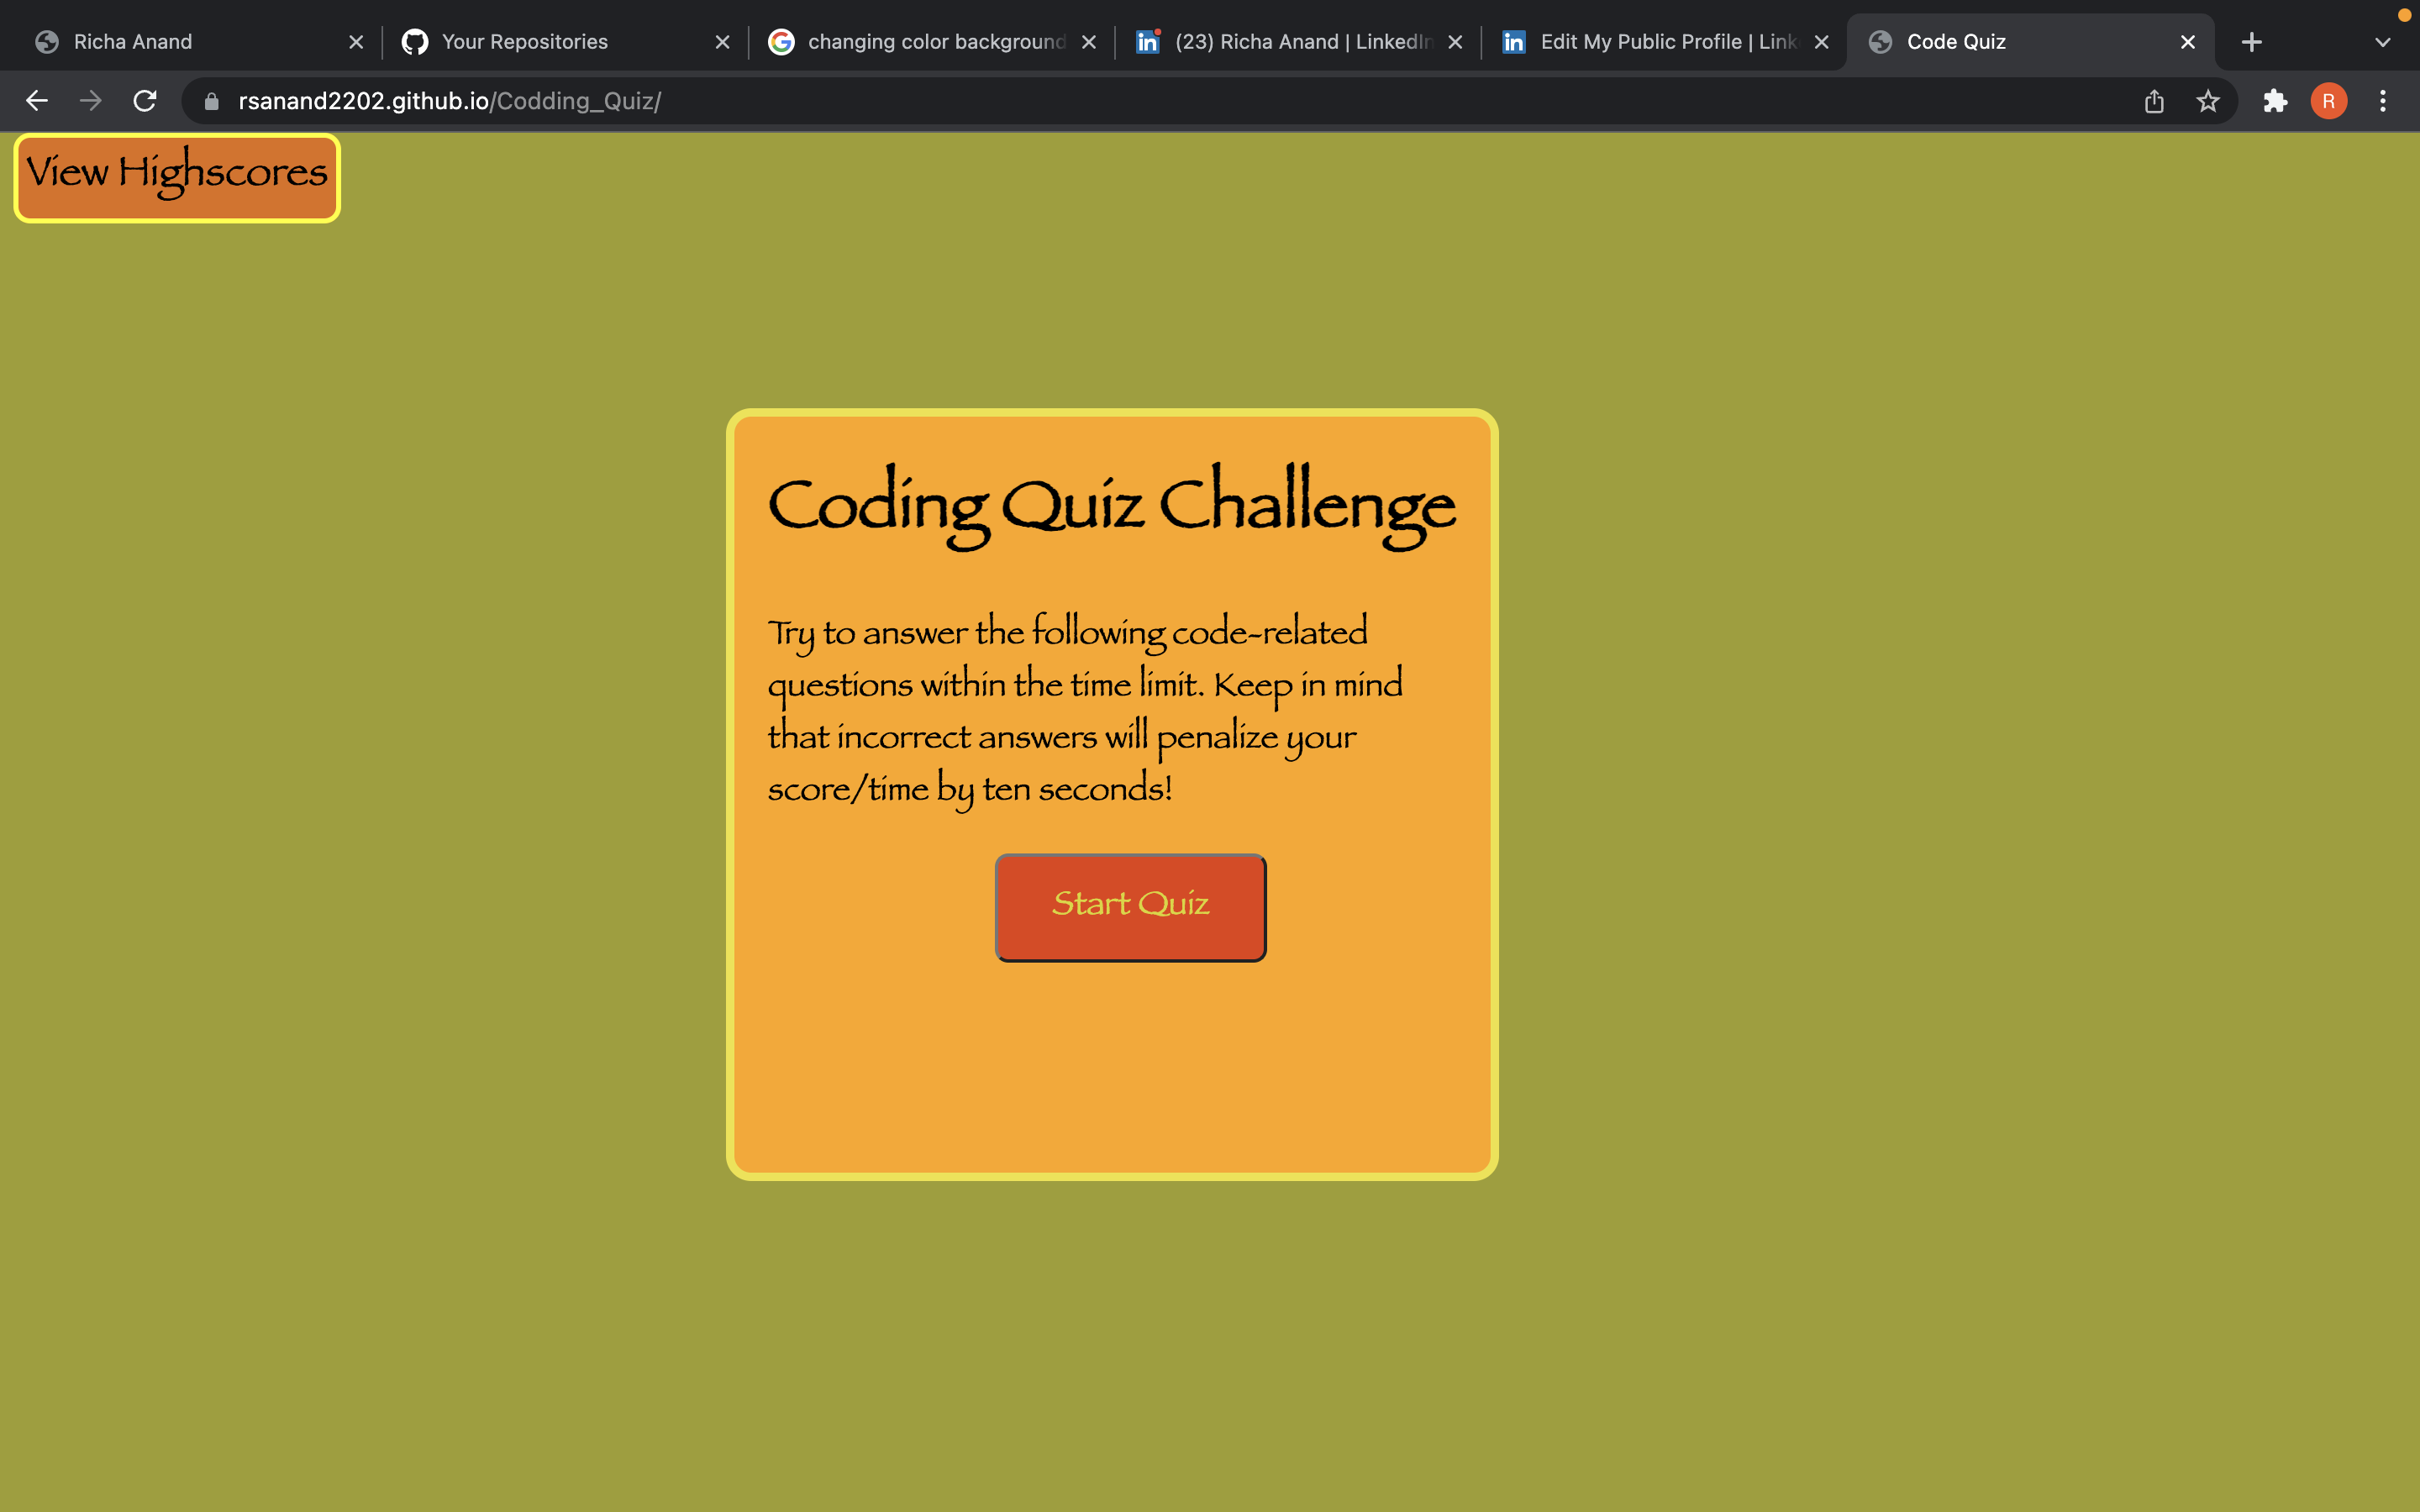 Richa Anand
Your Repositories
changing color background
(23) Richa Anand | LinkedIn
Edit My Public Profile | Link
Code Quiz
rsanand2202.github.io/Codding_Quiz/
R
View Highscores
Coding Quiz Challenge
Try to answer the following code-related
questions within the time limit. Keep in mind
that incorrect answers will penalize your
score/time by ten seconds!
Start Quiz